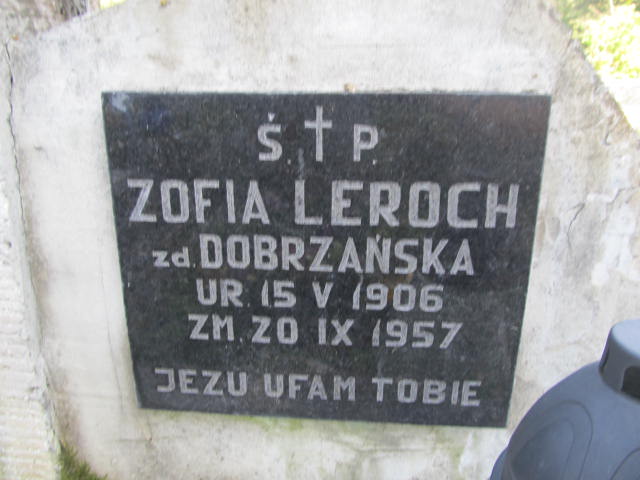 Ś. † P.
ZOFIA LEROCH
zd. DOBRZAŃSKA
UR. 15 V 1906
ZM. 20 IX 1957
JEZU UFAM TOBIE